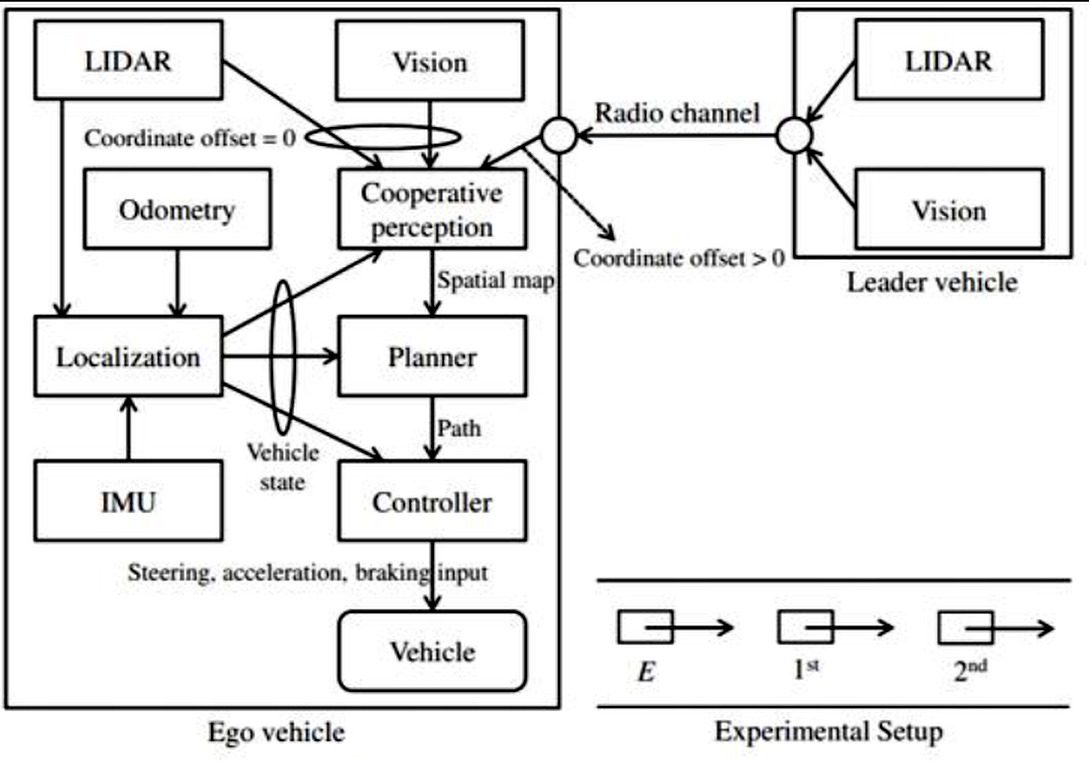 LIDAR
Vision
Coordinate offset = 0
Odometry
Cooperative
perception
Spatial map
Localization
Planner
Path
Vehicle
state
IMU
Controller
Steering, acceleration, braking input
Vehicle
Ego vehicle
Radio channel
Coordinate offset > 0
LIDAR
Vision
Leader vehicle
E
1st
2nd
Experimental Setup